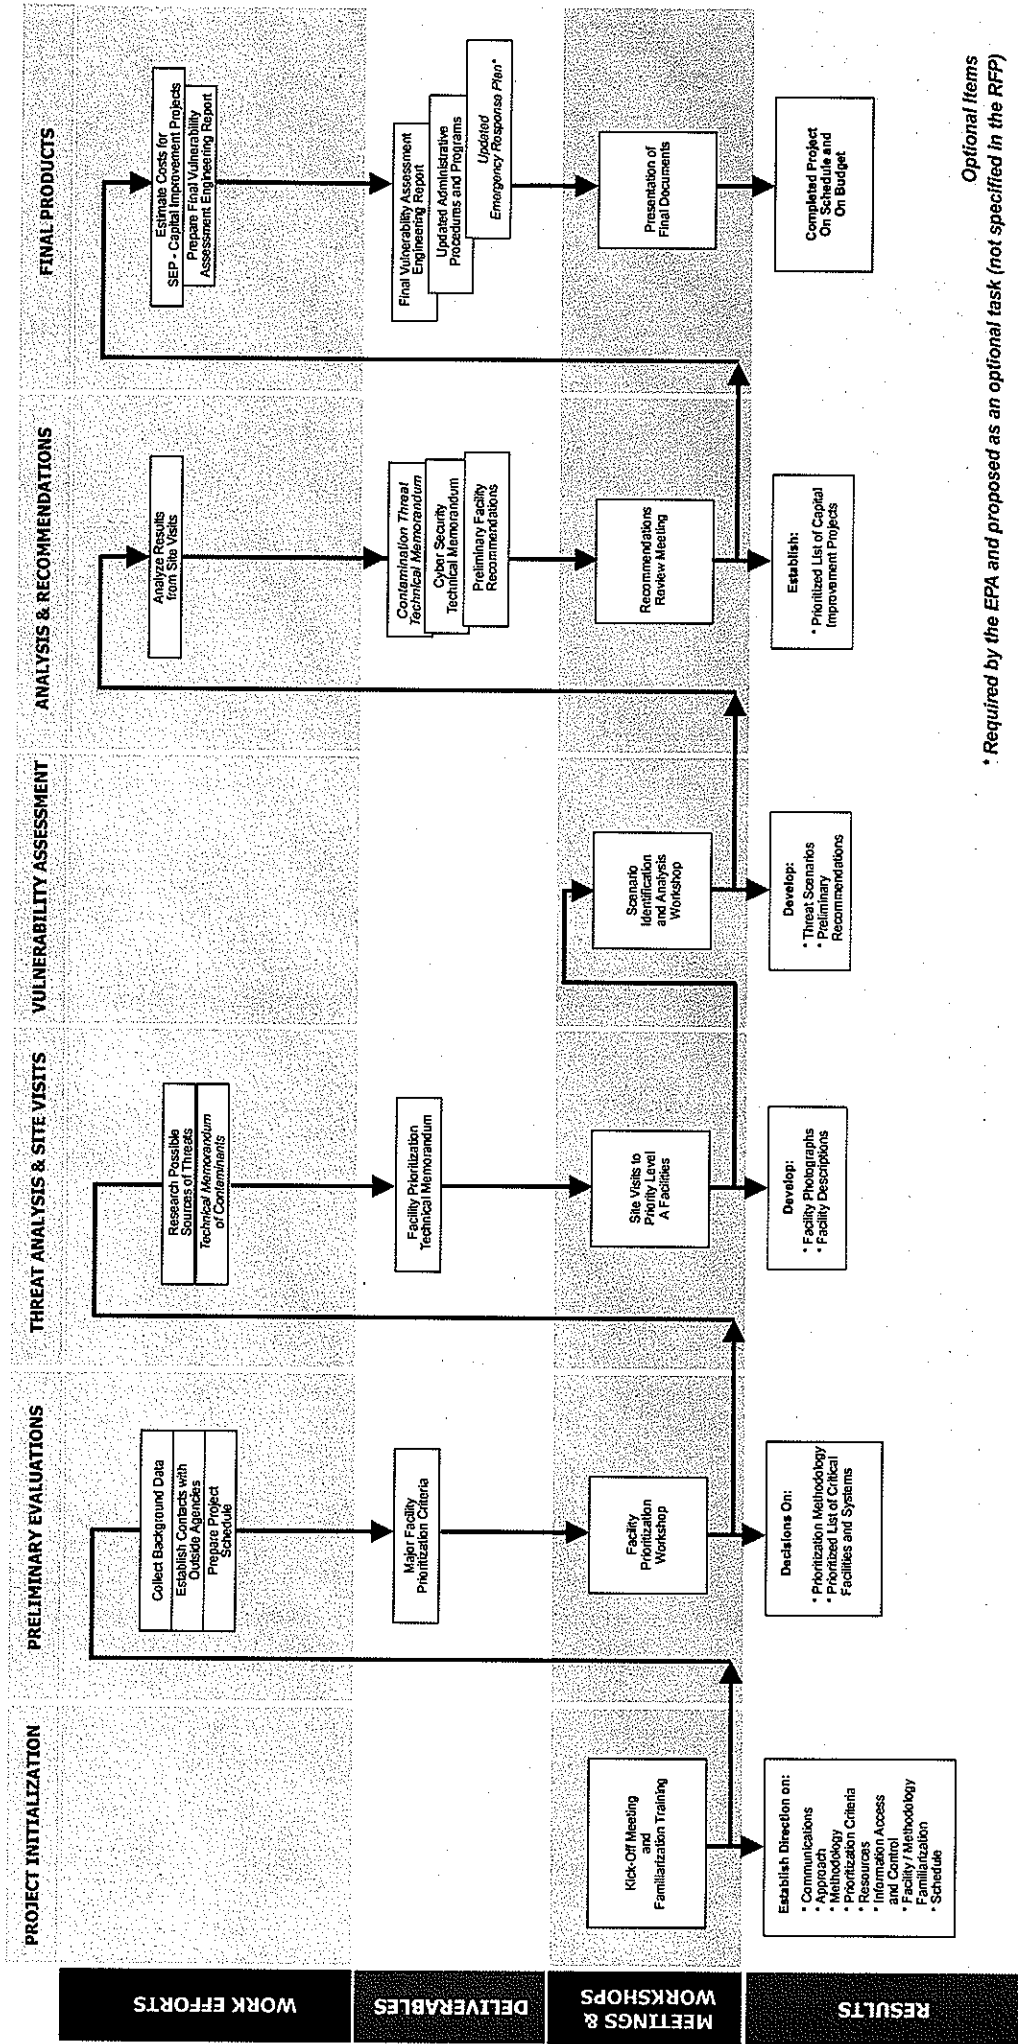 PROJECT INITIALIZATION
PRELIMINARY EVALUATIONS
THREAT ANALYSIS & SITE VISITS
VULNERABILITY ASSESSMENT
ANALYSIS & RECOMMENDATIONS
FINAL PRODUCTS
WORK EFFORTS
Collect Background Data
Establish Contacts with
Outside Agencies
Prepare Project
Schedule
Research Possible
Sources of Threats
Technical Memorandum
of Contaminants
Analyze Results
from Site Visits
Estimate Costs for
SEP - Capital Improvement Projects
Prepare Final Vulnerability
Assessment Engineering Report
DELIVERABLES
Major Facility
Prioritization Criteria
Facility Prioritization
Technical Memorandum
Contamination Threat
Technical Memorandum
Cyber Security
Technical Memorandum
Preliminary Facility
Recommendations
Final Vulnerability Assessment
Engineering Report
Updated Administrative
Procedures and Programs
Updated
Emergency Response Plan*
MEETINGS &
WORKSHOPS
Kick-Off Meeting
and
Familiarization Training
Facility
Prioritization
Workshop
Site Visits to
Priority Level
A Facilities
Scenario
Identification
and Analysis
Workshop
Recommendations
Review Meeting
Presentation of
Final Documents
RESULTS
Establish Direction on:
* Communications
* Approach
* Methodology
* Prioritization Criteria
* Resources
* Information Access
and Control
* Facility / Methodology
Familiarization
* Schedule
Decisions On:
* Prioritization Methodology
* Prioritized List of Critical
Facilities and Systems
Develop:
* Facility Photographs
* Facility Descriptions
Develop:
* Threat Scenarios
* Preliminary
Recommendations
Establish:
* Prioritized List of Capital
Improvement Projects
Completed Project
On Schedule and
On Budget
Optional Items
* Required by the EPA and proposed as an optional task (not specified in the RFP)